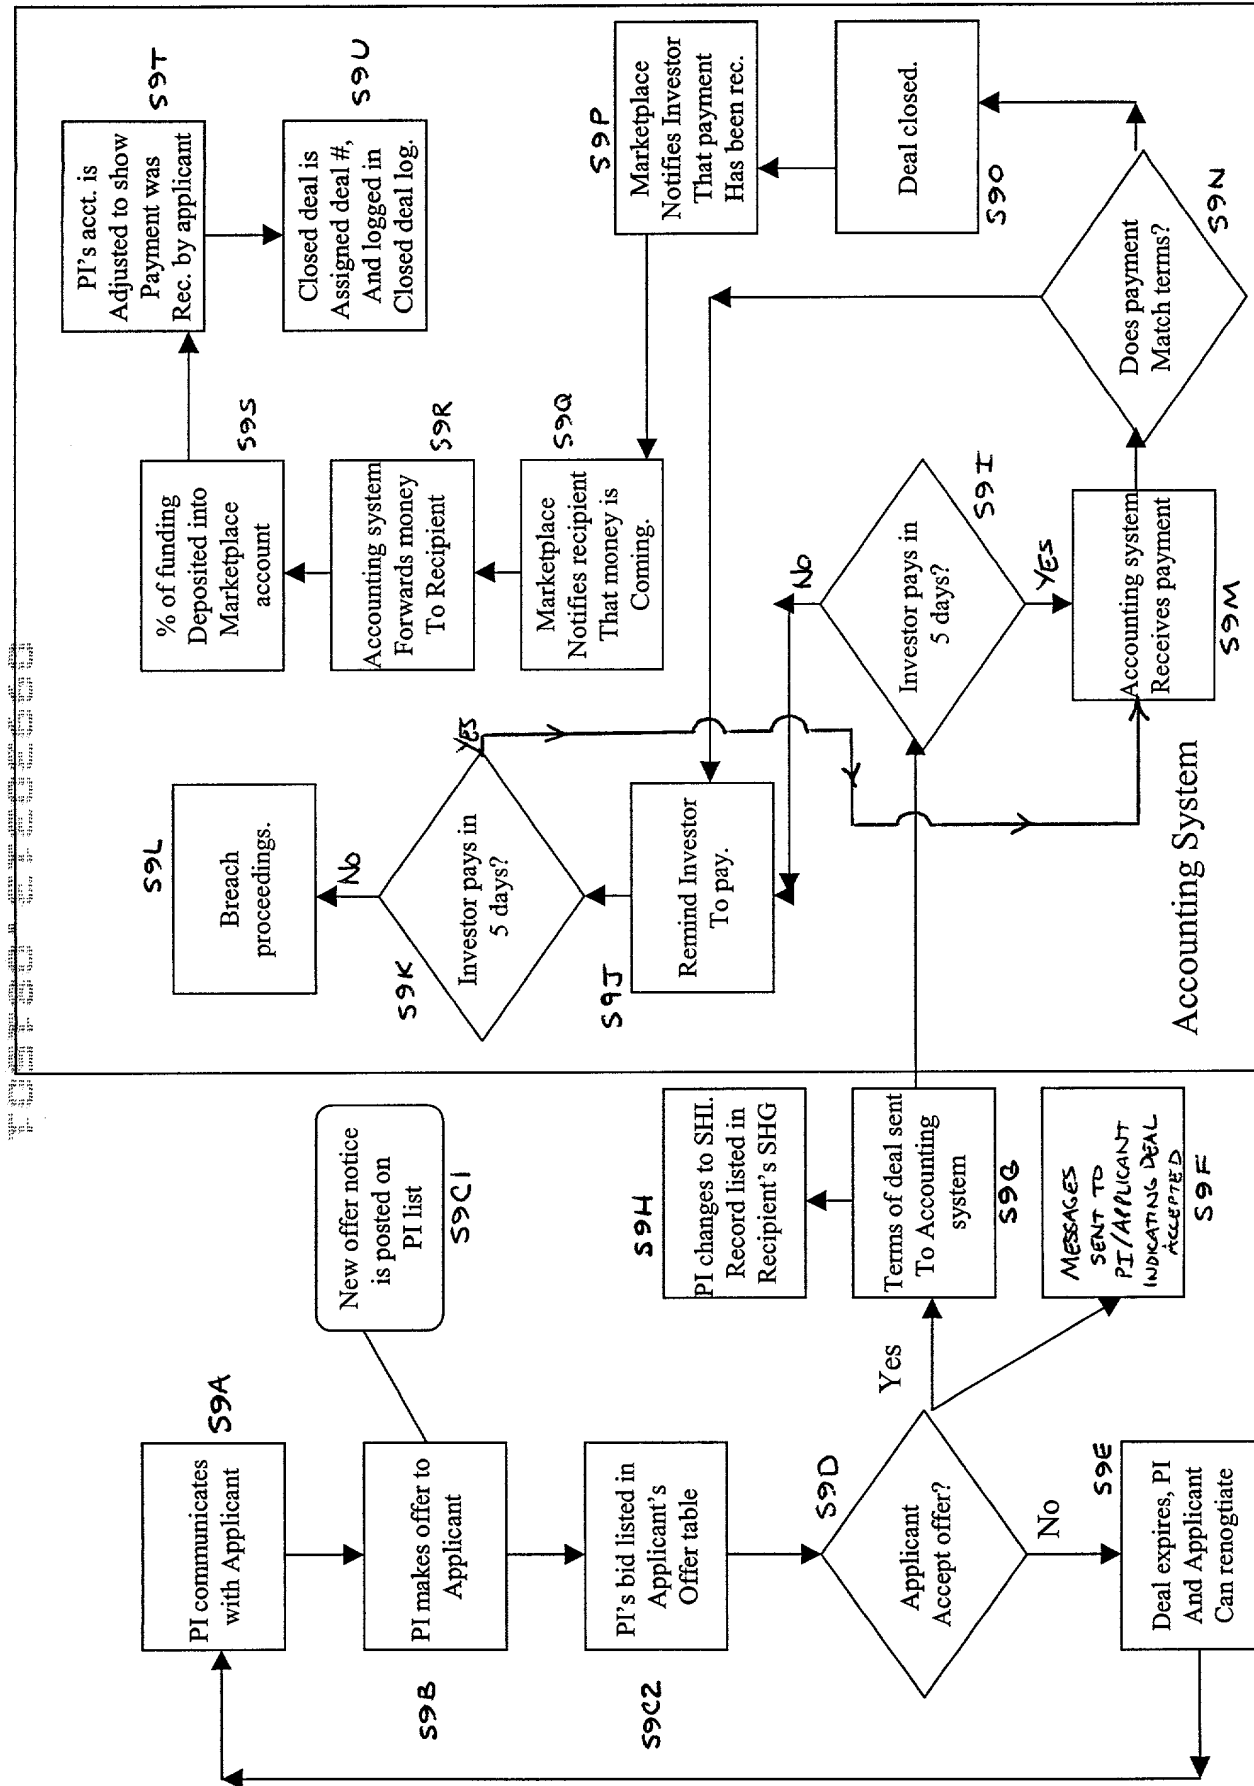 S9A
PI communicates
with Applicant
S9B
PI makes offer to
Applicant
New offer notice
is posted on
PI list
S9C1
S9C2
PI's bid listed in
Applicant's
Offer table
S9D
Applicant
Accept offer?
Yes
No
S9E
Deal expires, PI
And Applicant
Can renogtiate
MESSAGES
SENT TO
PI/APPLICANT
INDICATING DEAL
ACCEPTED
S9F
Terms of deal sent
To Accounting
system
S9G
S9H
PI changes to SHI.
Record listed in
Recipient's SHG
S9L
Breach
proceedings.
No
S9K
Investor pays in
5 days?
YES
S9J
Remind Investor
To pay.
No
Investor pays in
5 days?
S9I
YES
Accounting system
Receives payment
S9M
Does payment
Match terms?
S9N
Deal closed.
S9O
S9P
Marketplace
Notifies Investor
That payment
Has been rec.
Marketplace
Notifies recipient
That money is
Coming.
S9Q
Accounting system
Forwards money
To Recipient
S9R
% of funding
Deposited into
Marketplace
account
S9S
PI's acct. is
Adjusted to show
Payment was
Rec. by applicant
S9T
Closed deal is
Assigned deal #,
And logged in
Closed deal log.
S9U
Accounting System